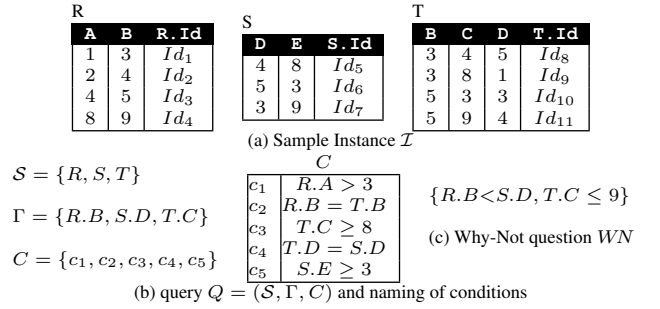 R
A B R.Id
1 3 Id₁
2 4 Id₂
4 5 Id₃
8 9 Id₄
S
D E S.Id
4 8 Id₅
5 3 Id₆
3 9 Id₇
T
B C D T.Id
3 4 5 Id₈
3 8 1 Id₉
5 3 3 Id₁₀
5 9 4 Id₁₁
(a) Sample Instance 𝓘
𝒮 = {R, S, T}
Γ = {R.B, S.D, T.C}
C = {c₁, c₂, c₃, c₄, c₅}
C
c₁ R.A > 3
c₂ R.B = T.B
c₃ T.C ≥ 8
c₄ T.D = S.D
c₅ S.E ≥ 3
{R.B<S.D, T.C ≤ 9}
(c) Why-Not question WN
(b) query Q = (𝒮, Γ, C) and naming of conditions